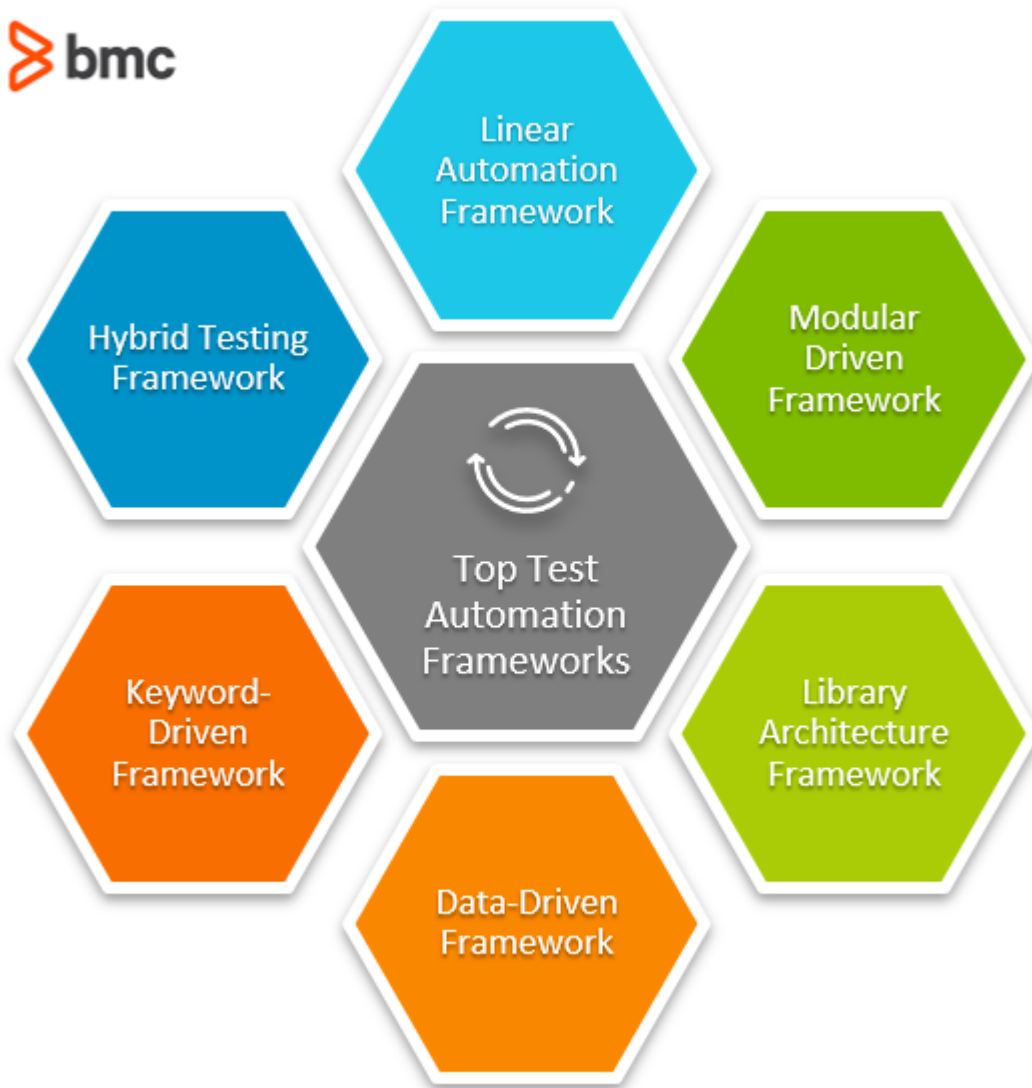 bmc
Linear
Automation
Framework
Modular
Driven
Framework
Library
Architecture
Framework
Data-Driven
Framework
Keyword-
Driven
Framework
Hybrid Testing
Framework
Top Test
Automation
Frameworks